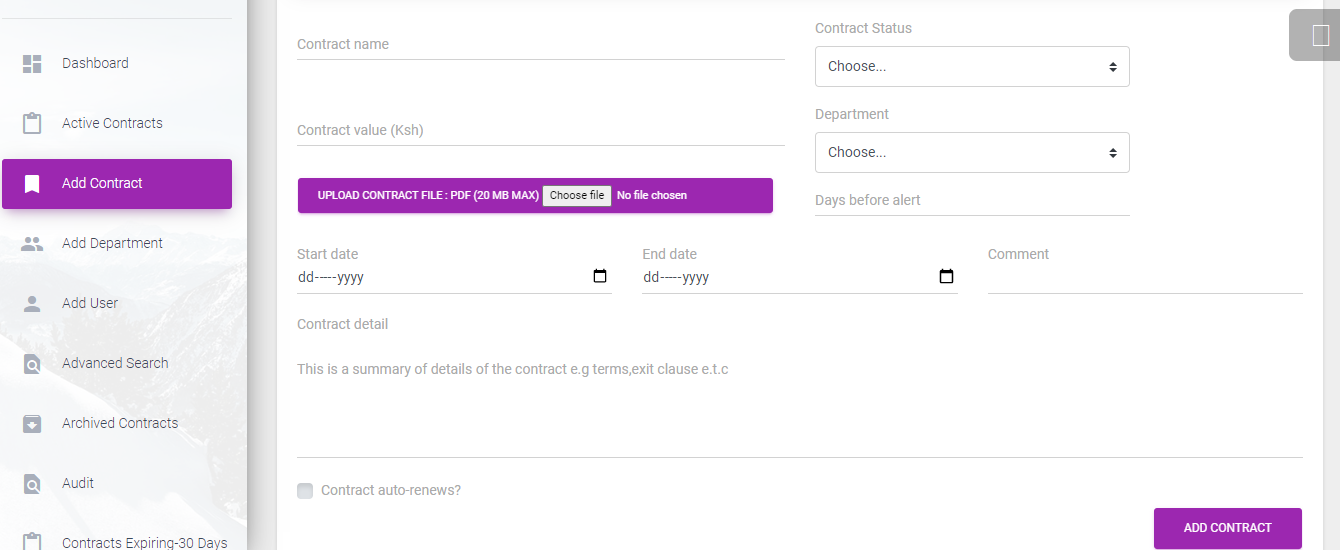 Dashboard
Active Contracts
Add Contract
Add Department
Add User
Advanced Search
Archived Contracts
Audit
Contracts Expiring-30 Days
Contract name
Contract Status
Choose...
Contract value (Ksh)
Department
Choose...
UPLOAD CONTRACT FILE : PDF (20 MB MAX) Choose file No file chosen
Days before alert
Start date
dd-----yyyy
End date
dd-----yyyy
Comment
Contract detail
This is a summary of details of the contract e.g terms,exit clause e.t.c
Contract auto-renews?
ADD CONTRACT